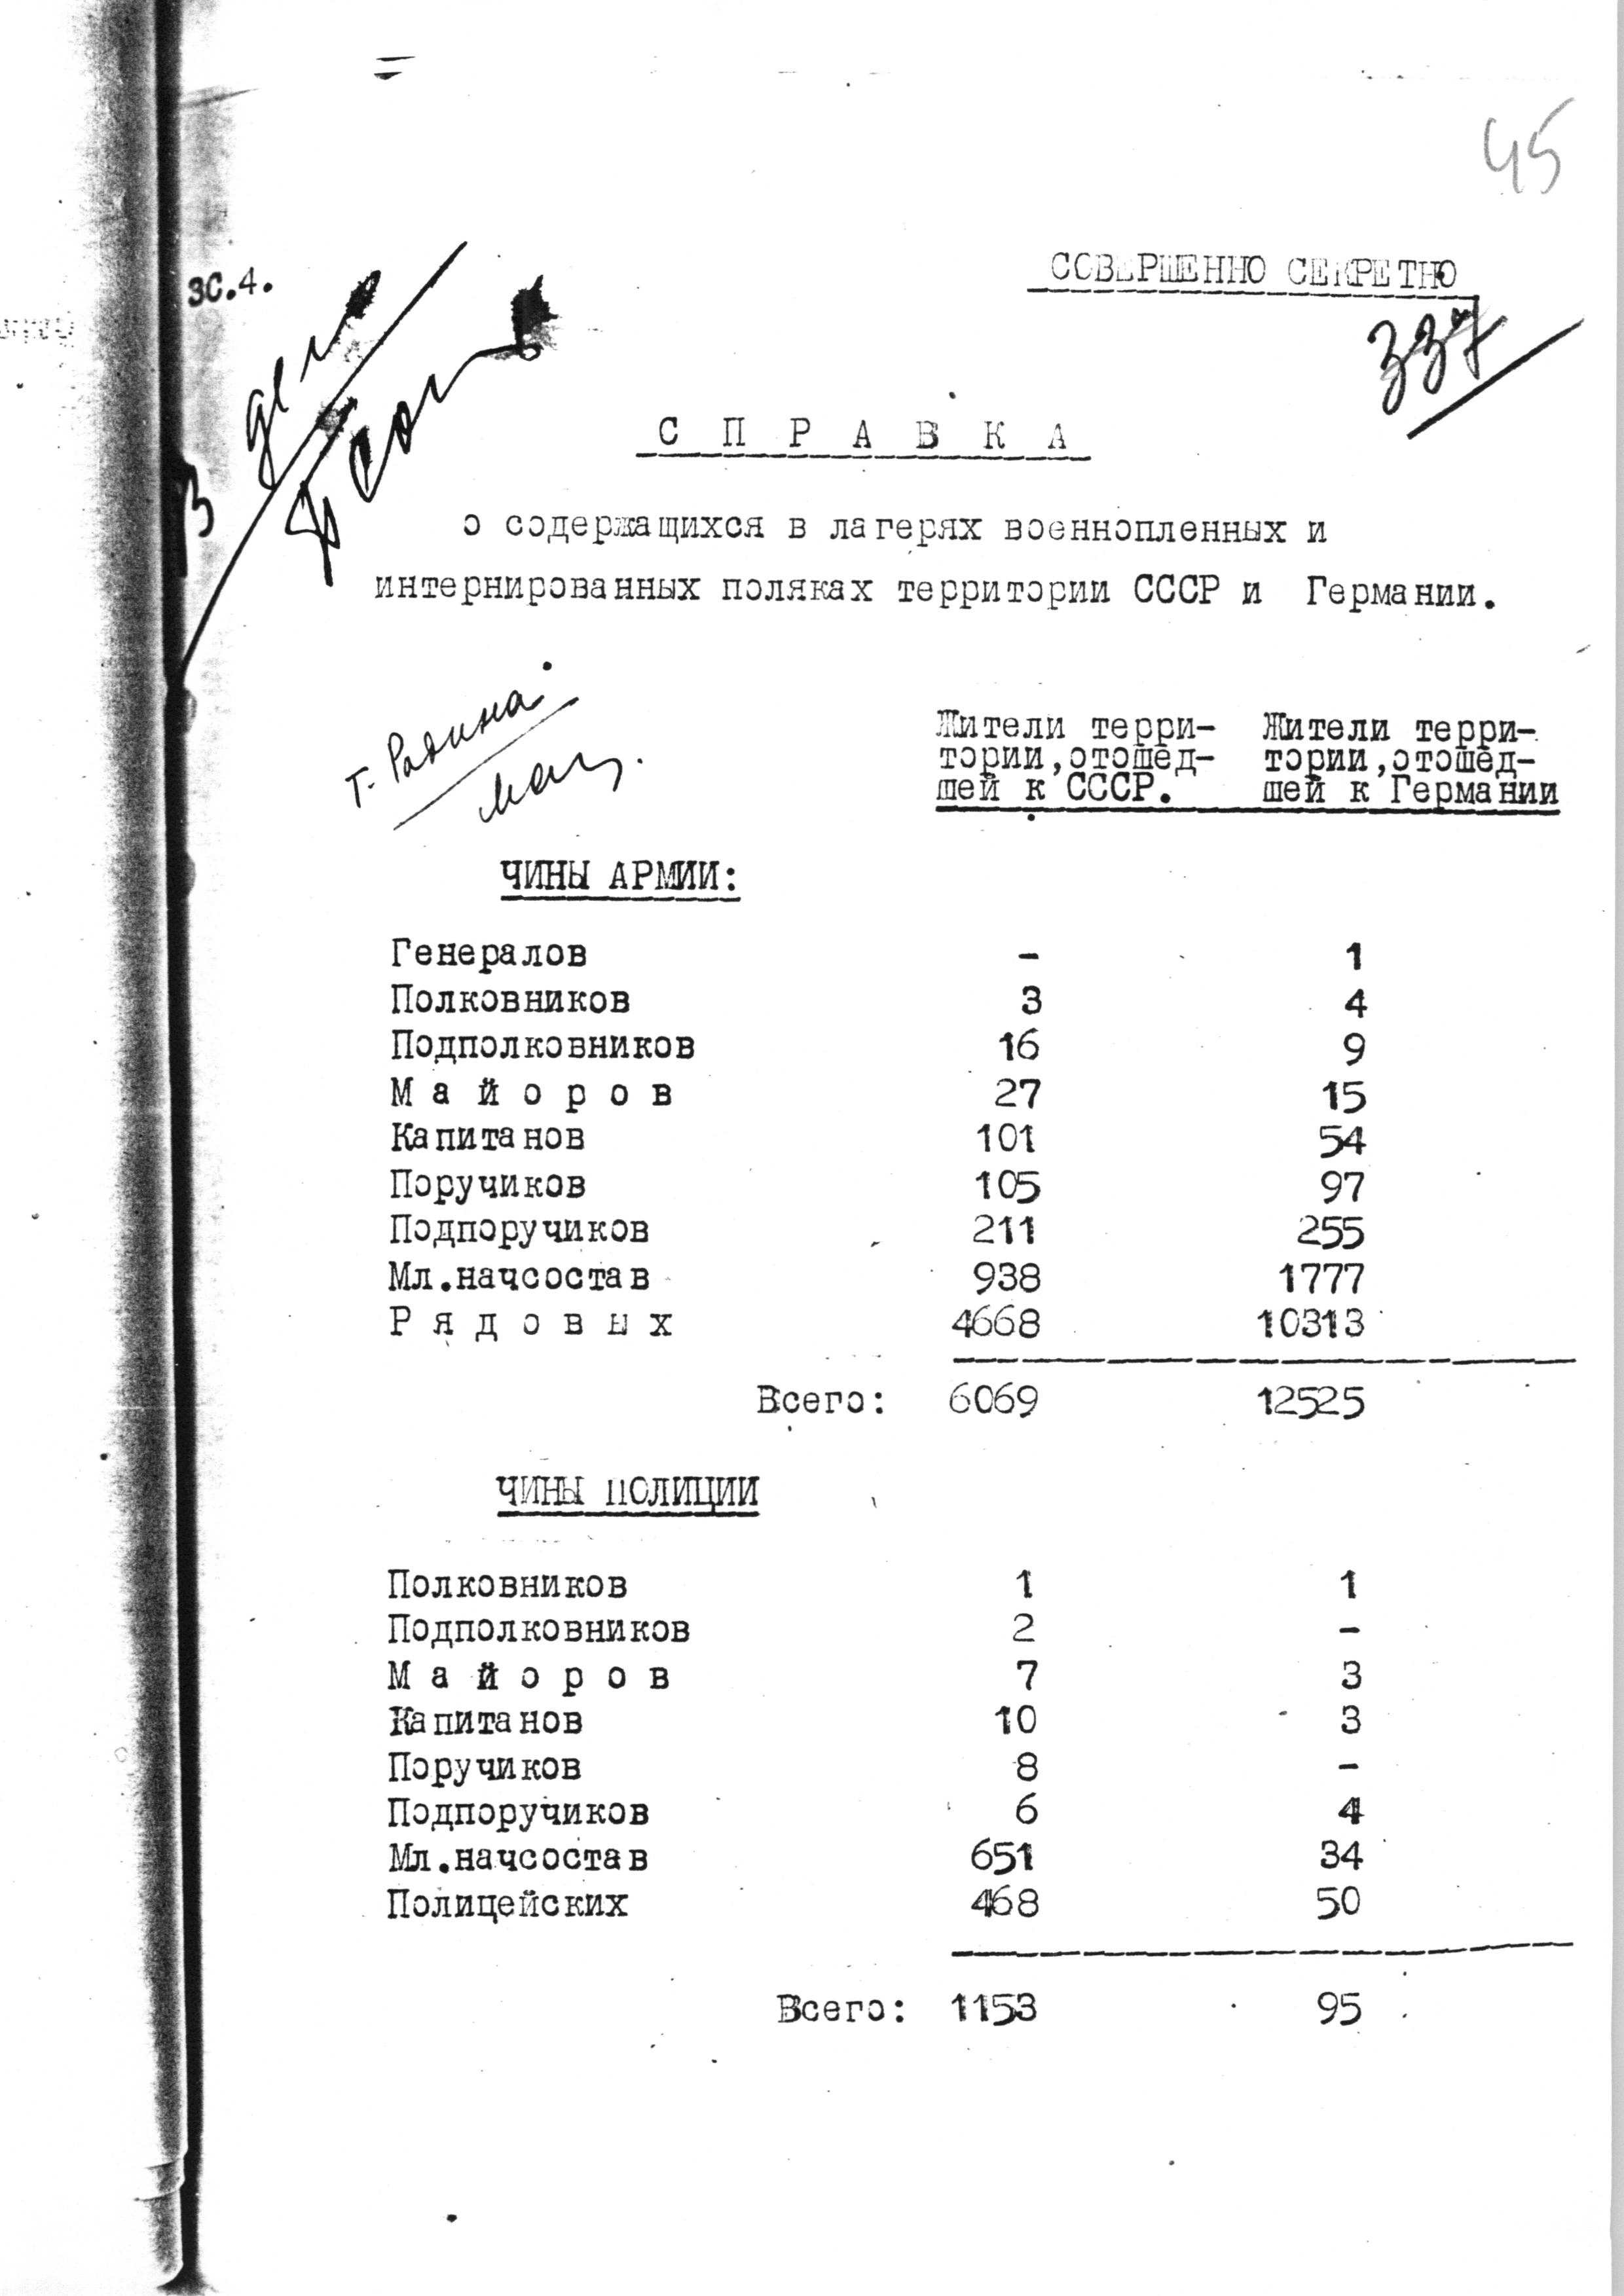 45
эс.4.
СОВЕРШЕННО СЕКРЕТНО
337
В дело
С П Р А В К А
о содержащихся в лагерях военнопленных и
интернированных поляках территории СССР и Германии.
Жители терри- Жители терри-
тории,отошед- тории,отошед-
шей к СССР. шей к Германии
ЧИНЫ АРМИИ:
Генералов - 1
Полковников 3 4
Подполковников 16 9
М а й о р о в 27 15
Капитанов 101 54
Поручиков 105 97
Подпоручиков 211 255
Мл.начсостав 938 1777
Р я д о в ы х 4668 10313
Всего: 6069 12525
ЧИНЫ ПОЛИЦИИ
Полковников 1 1
Подполковников 2 -
М а й о р о в 7 3
Капитанов 10 3
Поручиков 8 -
Подпоручиков 6 4
Мл.начсостав 651 34
Полицейских 468 50
Всего: 1153 95